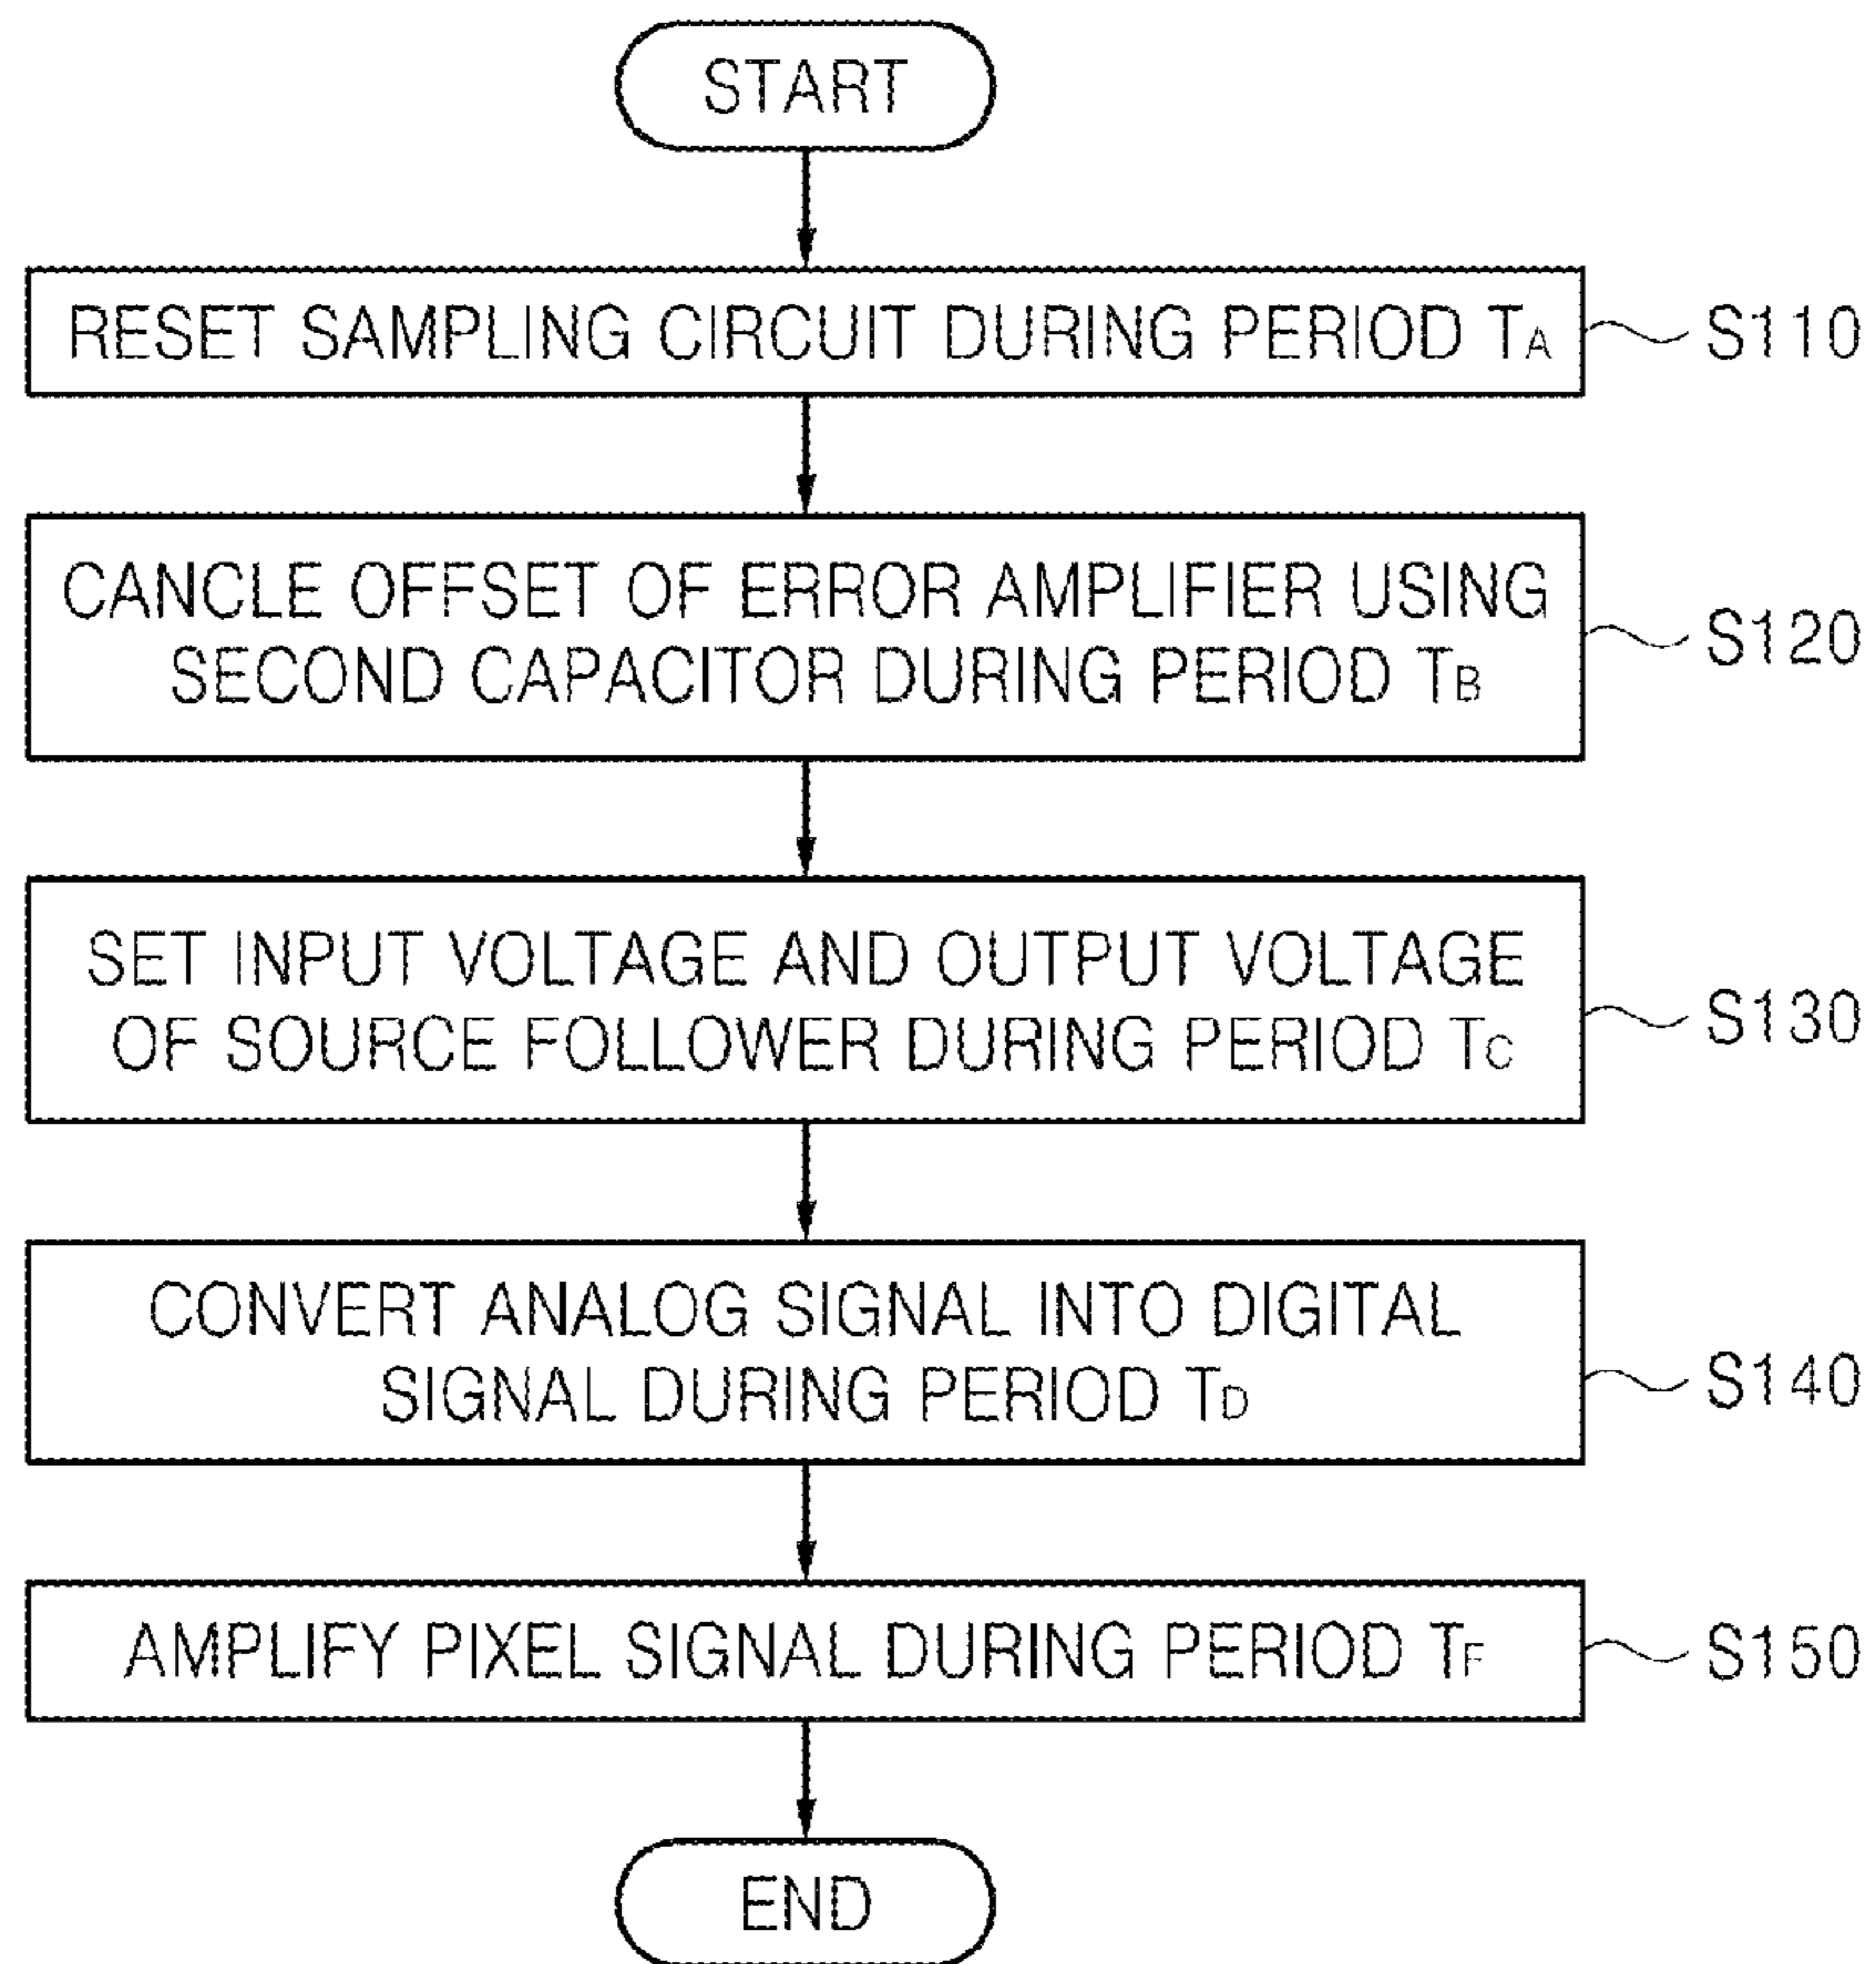 START
RESET SAMPLING CIRCUIT DURING PERIOD TA
S110
CANCLE OFFSET OF ERROR AMPLIFIER USING
SECOND CAPACITOR DURING PERIOD TB
S120
SET INPUT VOLTAGE AND OUTPUT VOLTAGE
OF SOURCE FOLLOWER DURING PERIOD TC
S130
CONVERT ANALOG SIGNAL INTO DIGITAL
SIGNAL DURING PERIOD TD
S140
AMPLIFY PIXEL SIGNAL DURING PERIOD TF
S150
END